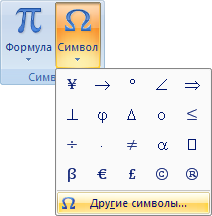 π Ω
Формула Символ
Симв
¥ → ° ∠ ⇒
⊥ φ Δ ο ≤
÷ · ≠ α
β € £ © ®
Ω Другие символы...